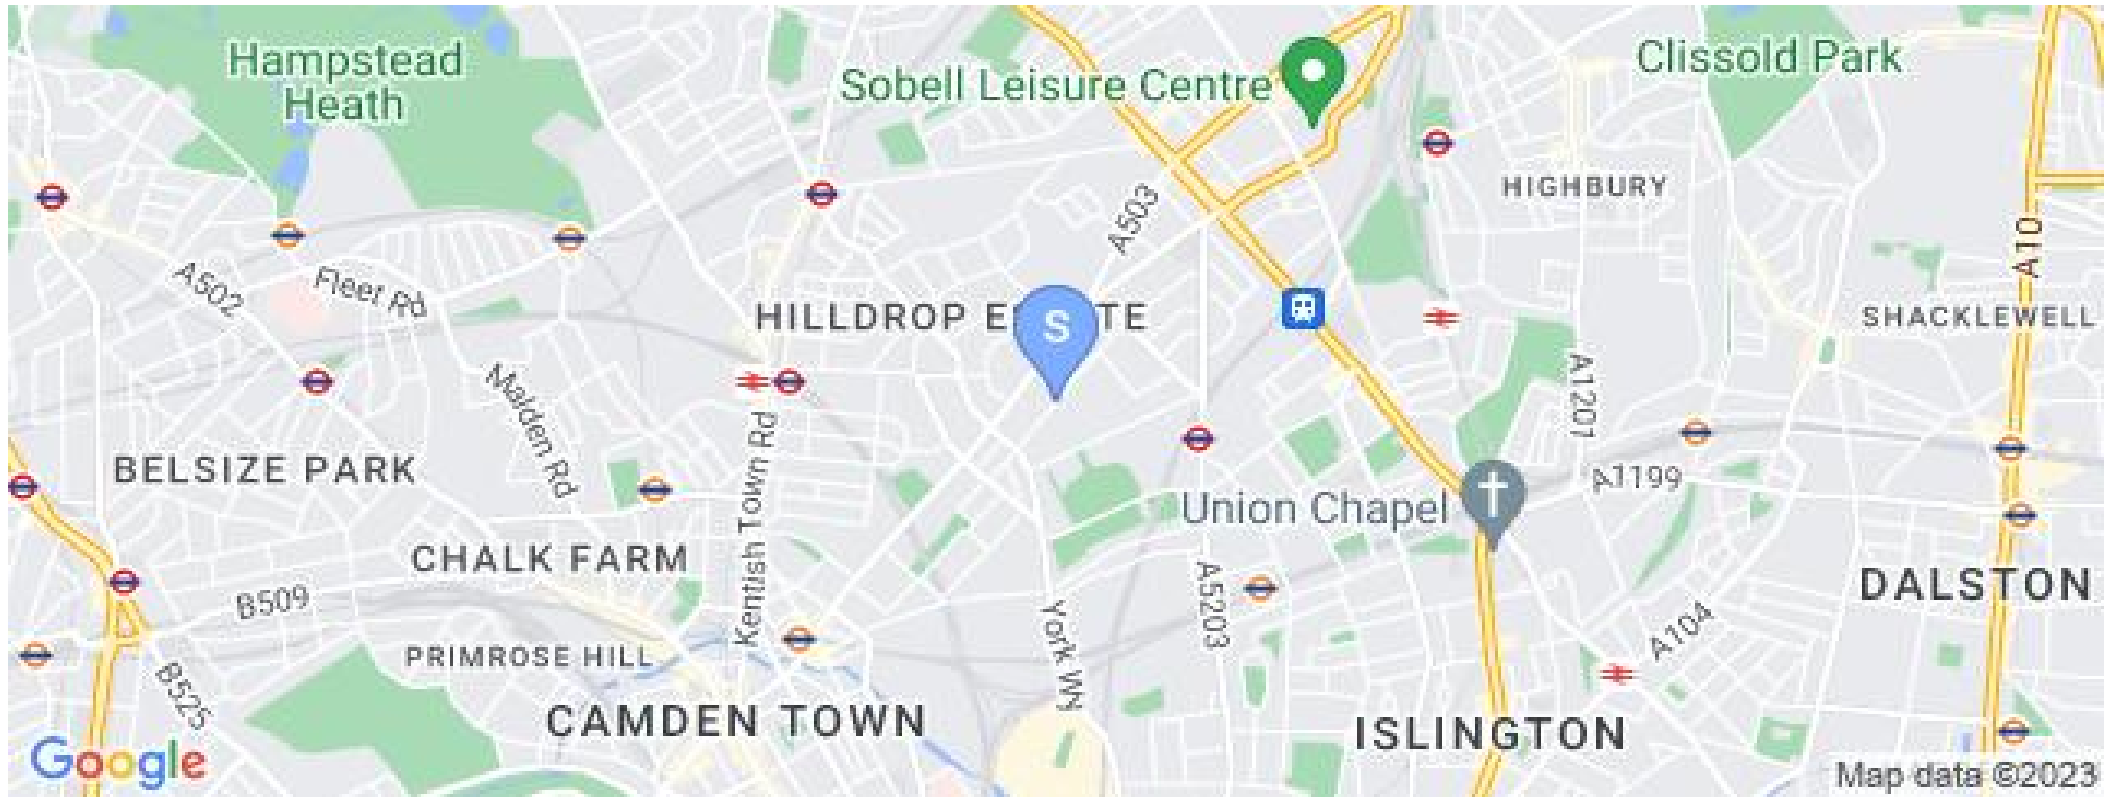 Hampstead
Heath
Sobell Leisure Centre
Clissold Park
HIGHBURY
A503
A10
A502
Fleet Rd
HILLDROP E TE
S
SHACKLEWELL
A1201
Malden Rd
BELSIZE PARK
Kentish Town Rd
Union Chapel
A1199
CHALK FARM
B509
A5203
DALSTON
York Wy
A104
PRIMROSE HILL
B525
CAMDEN TOWN
ISLINGTON
Google
Map data ©2023